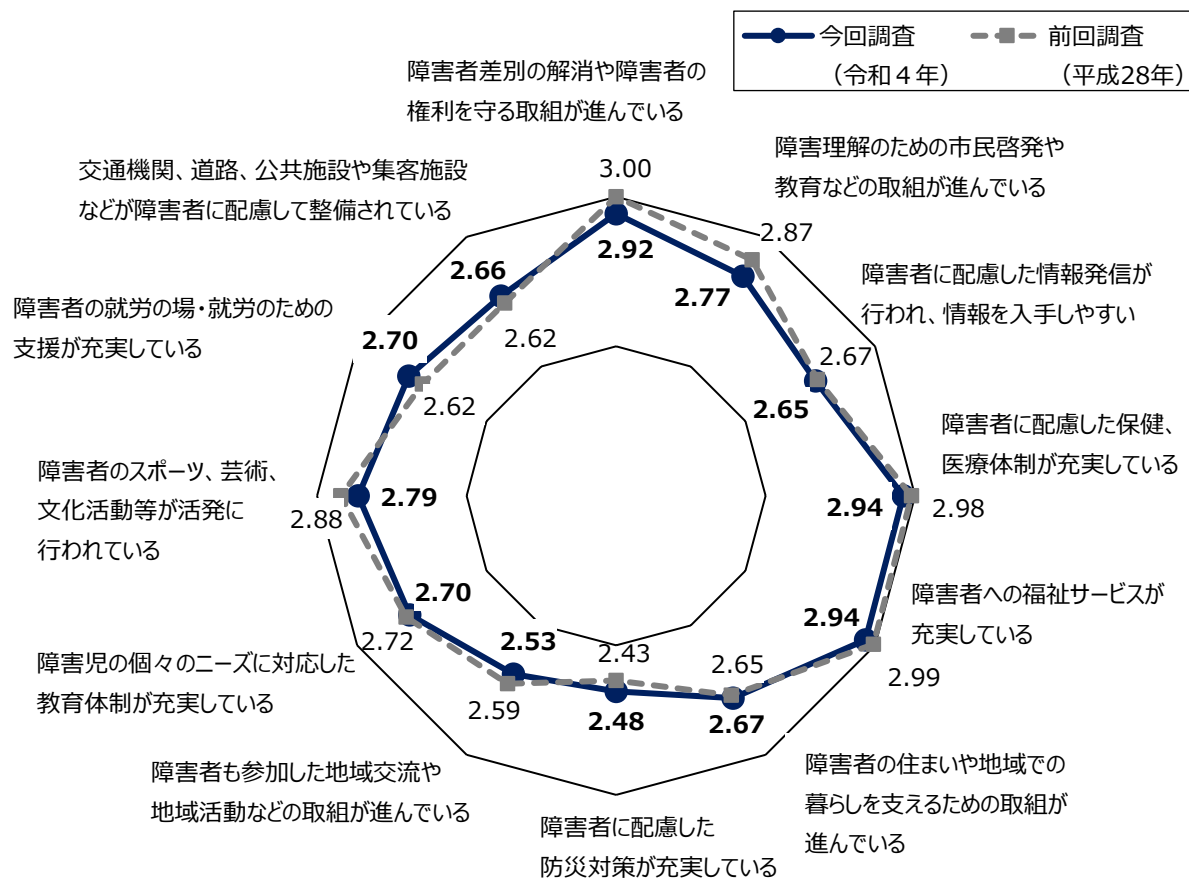 今回調査
（令和４年）
前回調査
（平成28年）
障害者差別の解消や障害者の
権利を守る取組が進んでいる
3.00
2.92
障害理解のための市民啓発や
教育などの取組が進んでいる
2.87
2.77
障害者に配慮した情報発信が
行われ、情報を入手しやすい
2.67
2.65
障害者に配慮した保健、
医療体制が充実している
2.94
2.98
障害者への福祉サービスが
充実している
2.94
2.99
障害者の住まいや地域での
暮らしを支えるための取組が
進んでいる
2.65
2.67
障害者に配慮した
防災対策が充実している
2.43
2.48
障害者も参加した地域交流や
地域活動などの取組が進んでいる
2.53
2.59
障害児の個々のニーズに対応した
教育体制が充実している
2.70
2.72
障害者のスポーツ、芸術、
文化活動等が活発に
行われている
2.79
2.88
障害者の就労の場・就労のための
支援が充実している
2.70
2.62
交通機関、道路、公共施設や集客施設
などが障害者に配慮して整備されている
2.66
2.62